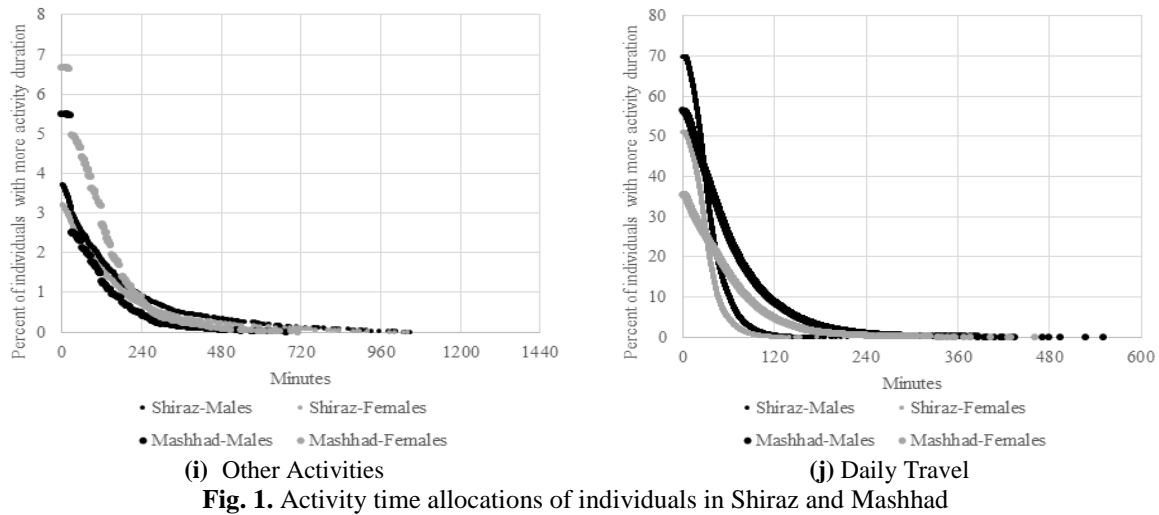 Percent of individuals with more activity duration
8
7
6
5
4
3
2
1
0
0 240 480 720 960 1200 1440
Minutes
Shiraz-Males Shiraz-Females
Mashhad-Males Mashhad-Females
(i) Other Activities
Percent of individuals with more activity duration
80
70
60
50
40
30
20
10
0
0 120 240 360 480 600
Minutes
Shiraz-Males Shiraz-Females
Mashhad-Males Mashhad-Females
(j) Daily Travel
Fig. 1. Activity time allocations of individuals in Shiraz and Mashhad